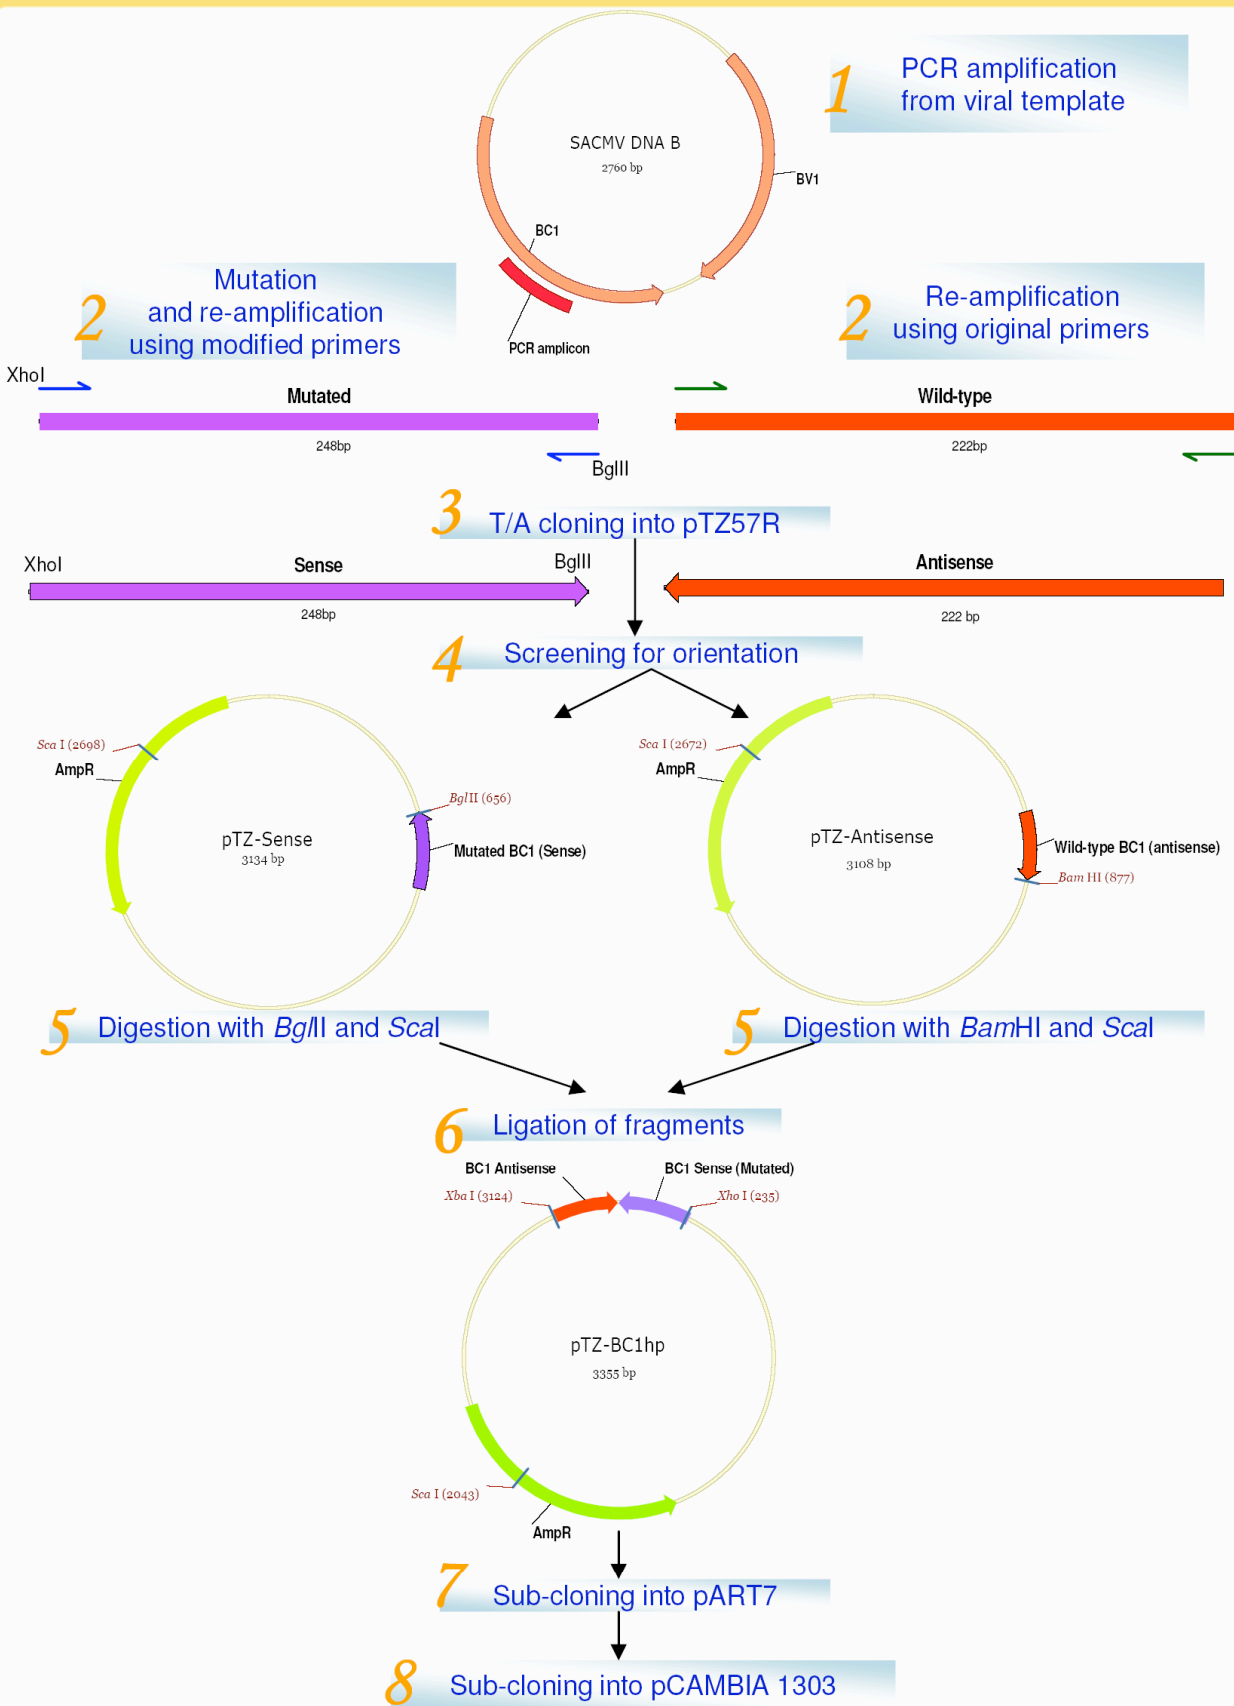 1
PCR amplification
from viral template
SACMV DNA B
2760 bp
BV1
BC1
PCR amplicon
2
Mutation
and re-amplification
using modified primers
2
Re-amplification
using original primers
XhoI
Mutated
248bp
BglII
Wild-type
222bp
3
T/A cloning into pTZ57R
XhoI
Sense
BglII
248bp
Antisense
222 bp
4
Screening for orientation
Sca I (2698)
AmpR
BglII (656)
pTZ-Sense
3134 bp
Mutated BC1 (Sense)
Sca I (2672)
AmpR
pTZ-Antisense
3108 bp
Wild-type BC1 (antisense)
Bam HI (877)
5
Digestion with BglII and ScaI
5
Digestion with BamHI and ScaI
6
Ligation of fragments
BC1 Antisense
BC1 Sense (Mutated)
Xba I (3124)
Xho I (235)
pTZ-BC1hp
3355 bp
Sca I (2043)
AmpR
7
Sub-cloning into pART7
8
Sub-cloning into pCAMBIA 1303